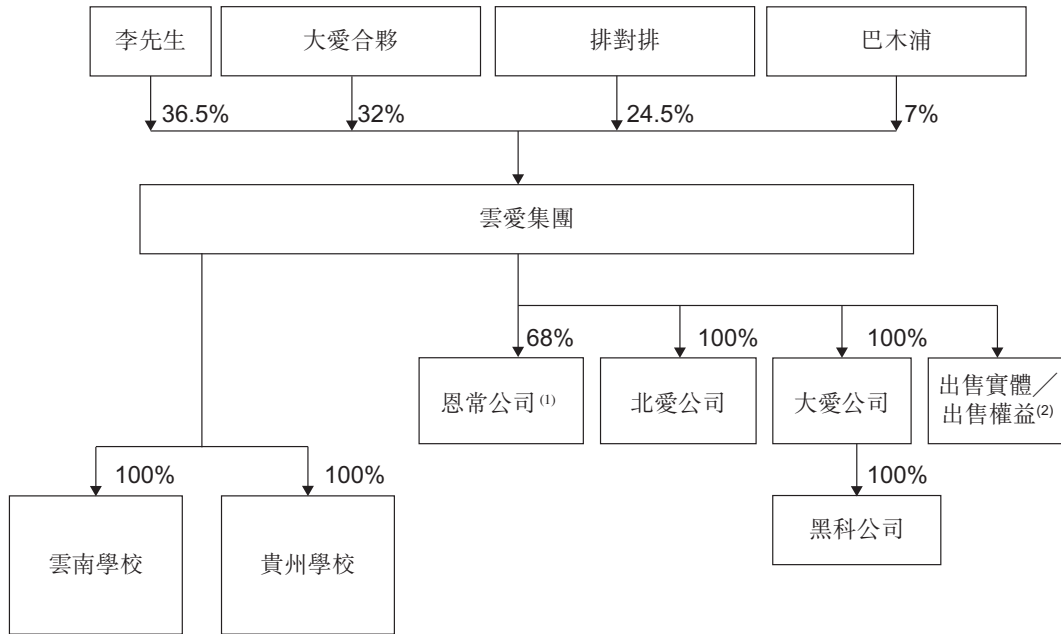 李先生
大愛合夥
排對排
巴木浦
36.5%
32%
24.5%
7%
雲愛集團
68%
100%
100%
恩常公司(1)
北愛公司
大愛公司
出售實體／
出售權益(2)
100%
100%
100%
雲南學校
貴州學校
黑科公司